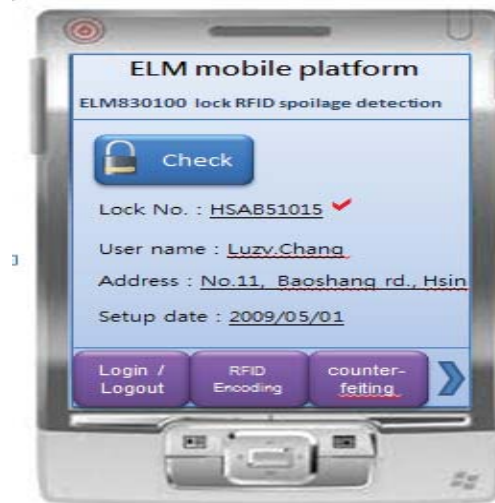 ELM mobile platform
ELM830100 lock RFID spoilage detection
Check
Lock No. : HSAB51015
User name : Luzv.Chang
Address : No.11, Baoshang rd., Hsin
Setup date : 2009/05/01
Login / Logout
RFID Encoding
counter-feiting